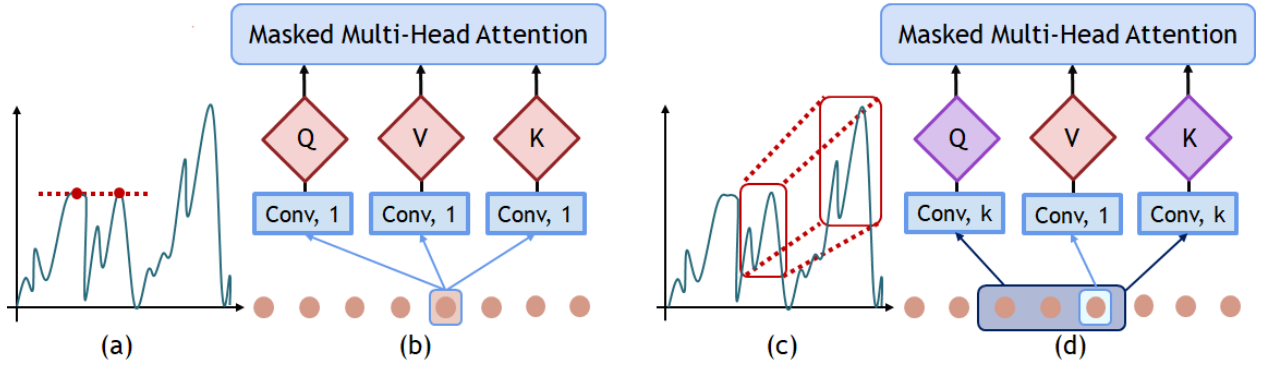 Masked Multi-Head Attention
Q V K
Conv, 1 Conv, 1 Conv, 1
(a) (b)
Masked Multi-Head Attention
Q V K
Conv, k Conv, 1 Conv, k
(c) (d)